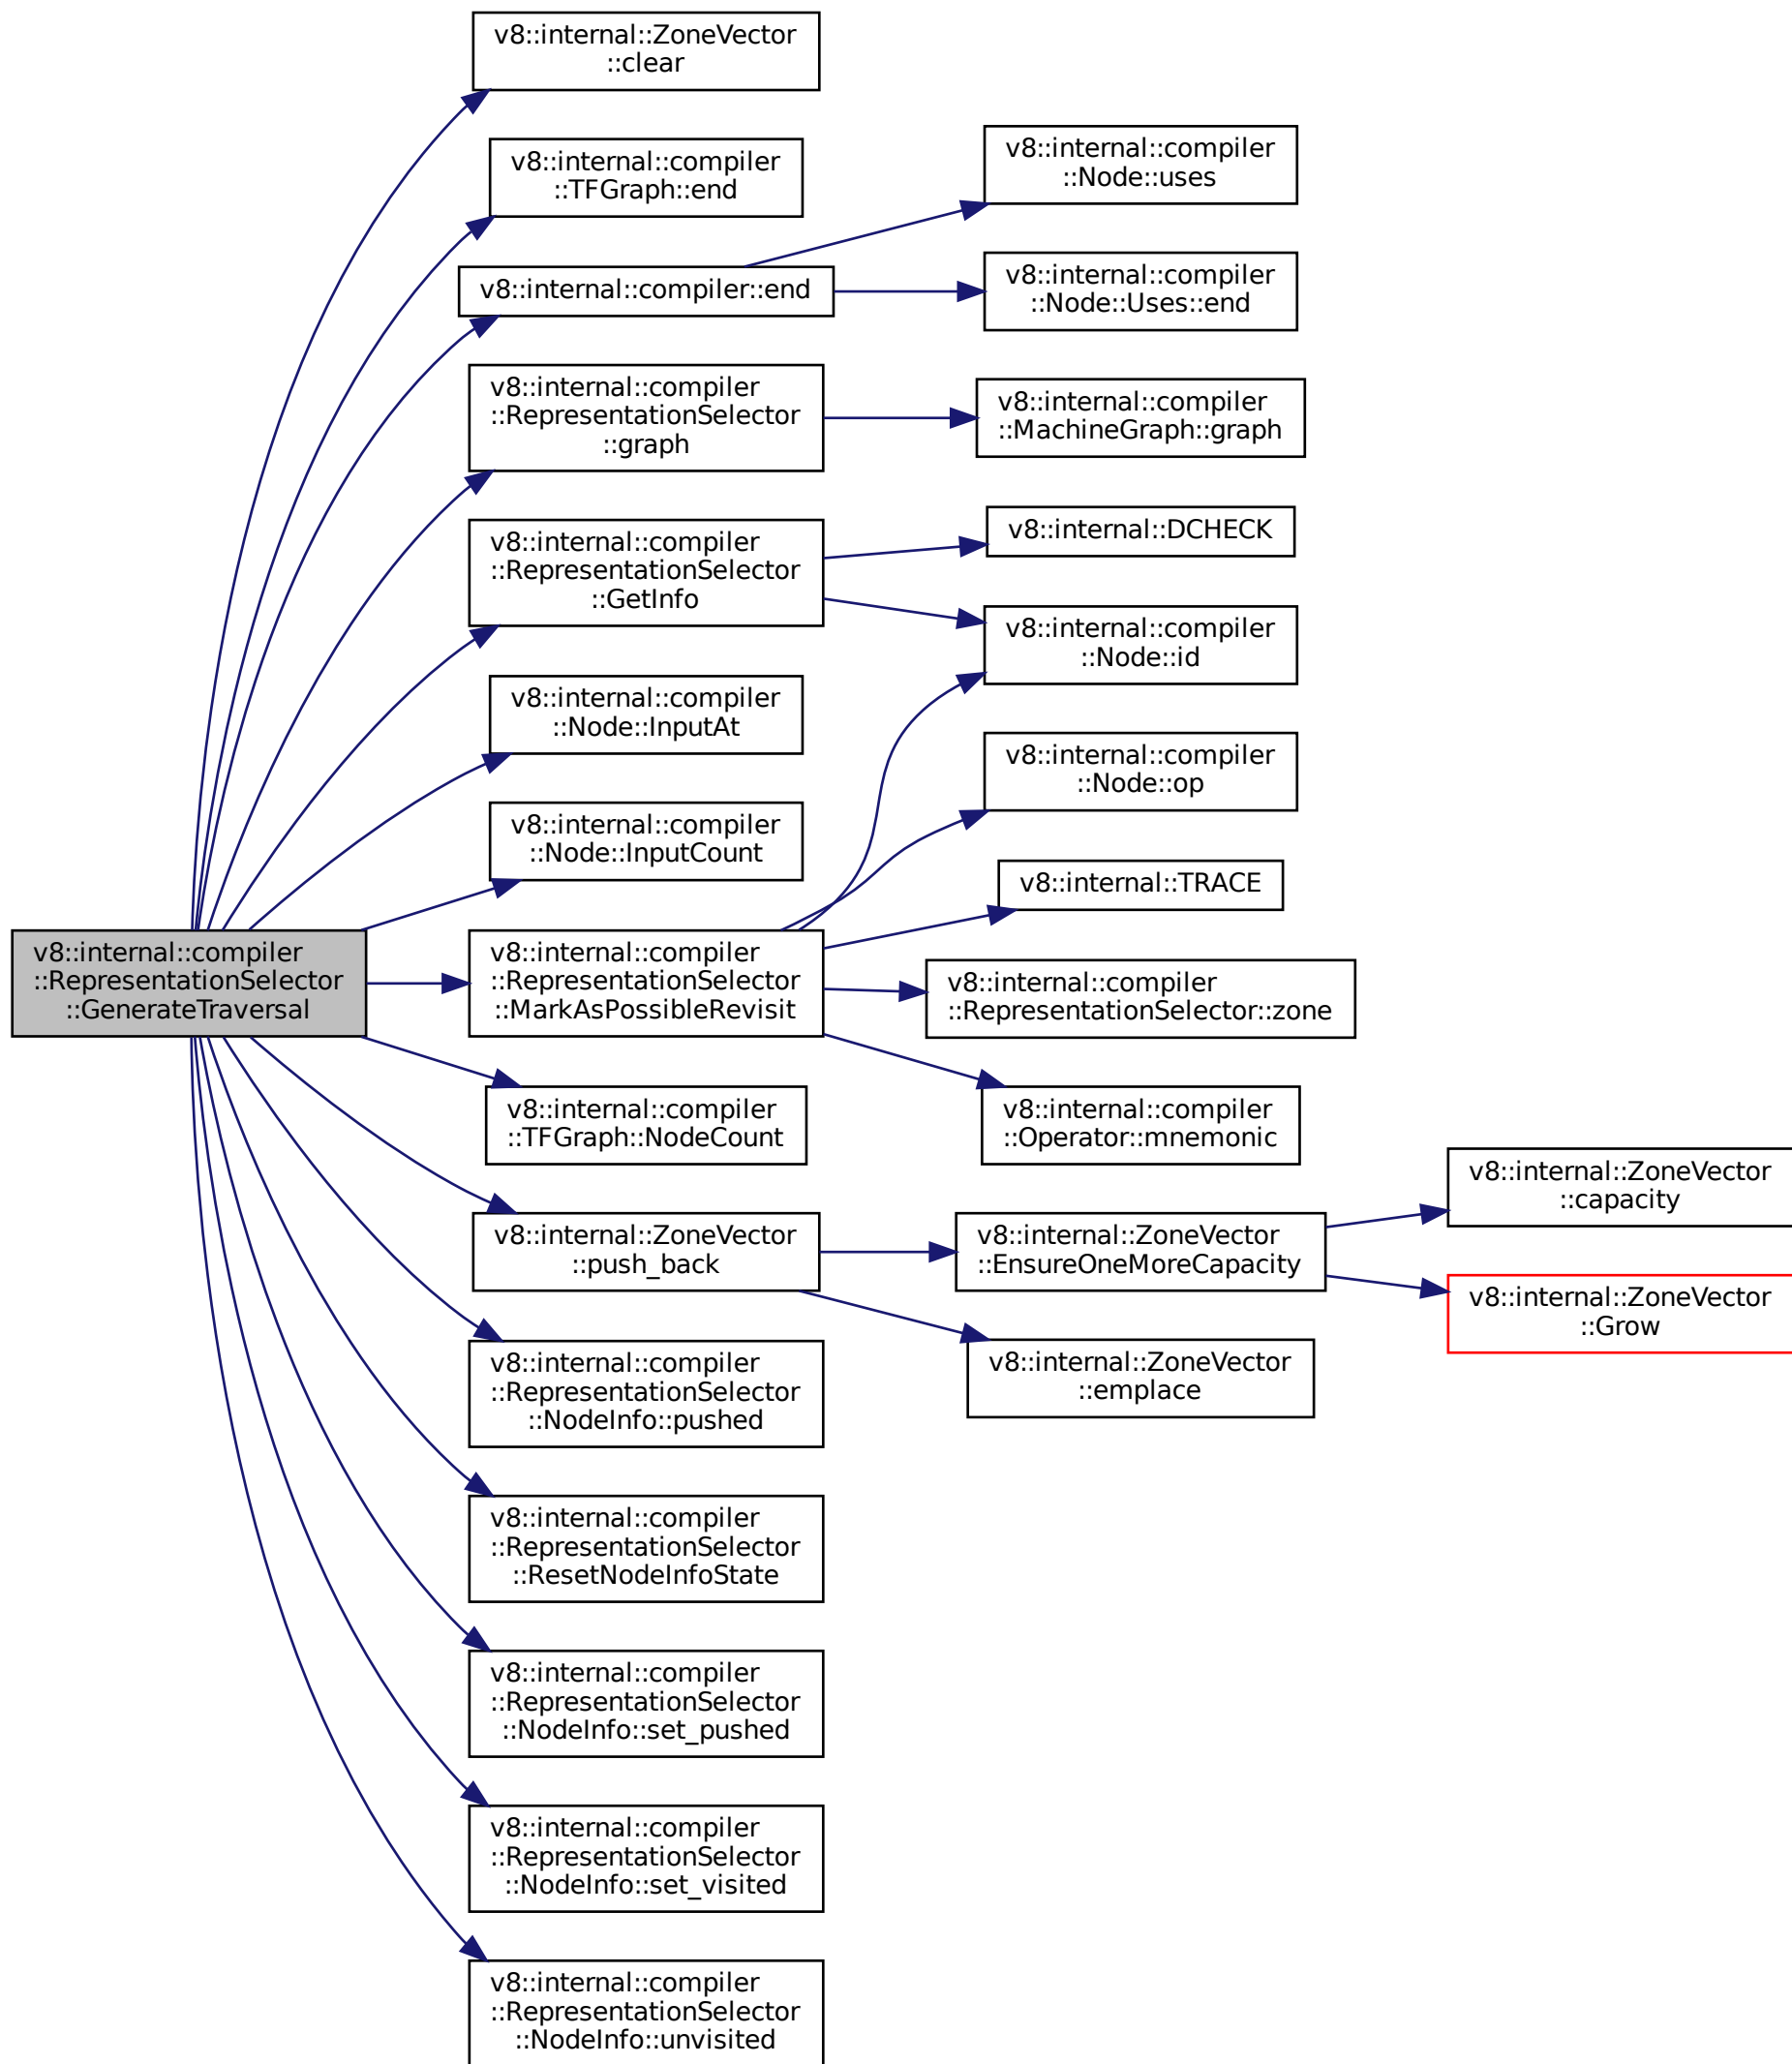 v8::internal::ZoneVector
::clear
v8::internal::compiler
::TFGraph::end
v8::internal::compiler
::Node::uses
v8::internal::compiler::end
v8::internal::compiler
::Node::Uses::end
v8::internal::compiler
::RepresentationSelector
::graph
v8::internal::compiler
::MachineGraph::graph
v8::internal::compiler
::RepresentationSelector
::GetInfo
v8::internal::DCHECK
v8::internal::compiler
::Node::id
v8::internal::compiler
::Node::InputAt
v8::internal::compiler
::Node::op
v8::internal::compiler
::Node::InputCount
v8::internal::TRACE
v8::internal::compiler
::RepresentationSelector
::GenerateTraversal
v8::internal::compiler
::RepresentationSelector
::MarkAsPossibleRevisit
v8::internal::compiler
::RepresentationSelector::zone
v8::internal::compiler
::TFGraph::NodeCount
v8::internal::compiler
::Operator::mnemonic
v8::internal::ZoneVector
::push_back
v8::internal::ZoneVector
::EnsureOneMoreCapacity
v8::internal::ZoneVector
::capacity
v8::internal::ZoneVector
::Grow
v8::internal::ZoneVector
::emplace
v8::internal::compiler
::RepresentationSelector
::NodeInfo::pushed
v8::internal::compiler
::RepresentationSelector
::ResetNodeInfoState
v8::internal::compiler
::RepresentationSelector
::NodeInfo::set_pushed
v8::internal::compiler
::RepresentationSelector
::NodeInfo::set_visited
v8::internal::compiler
::RepresentationSelector
::NodeInfo::unvisited